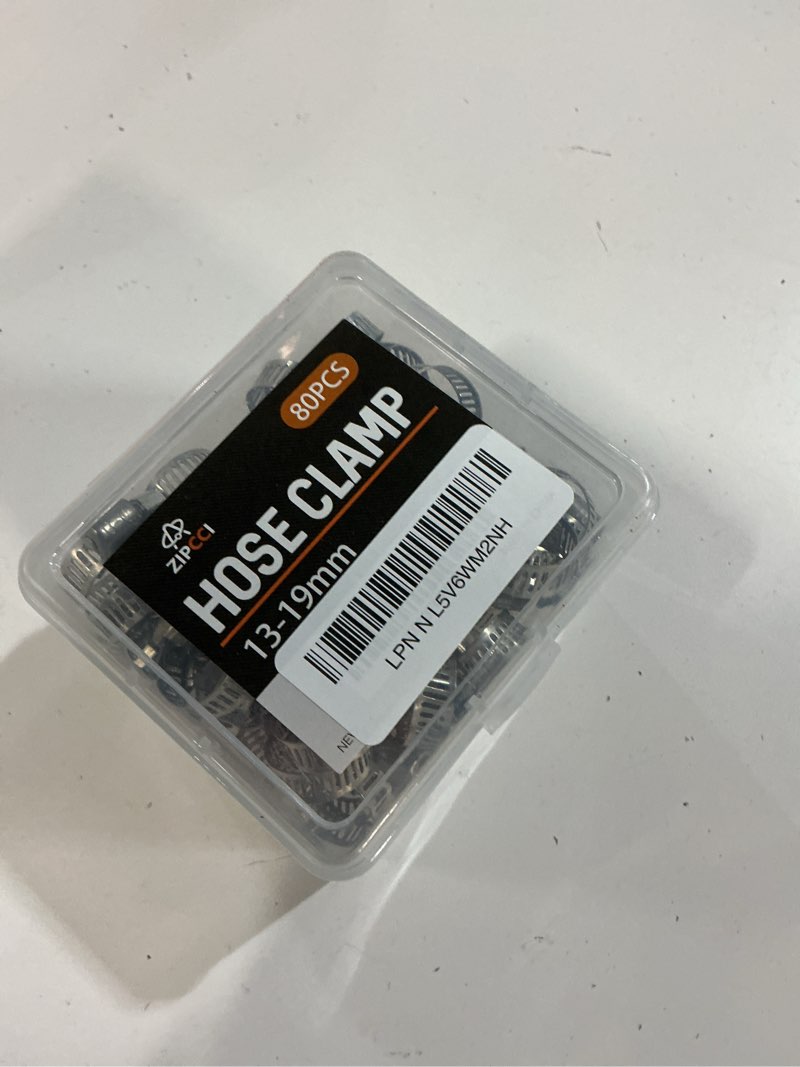 80PCS
ZIPCCI
HOSE CLAMP
13-19mm
LPN N L5V6WM2NH